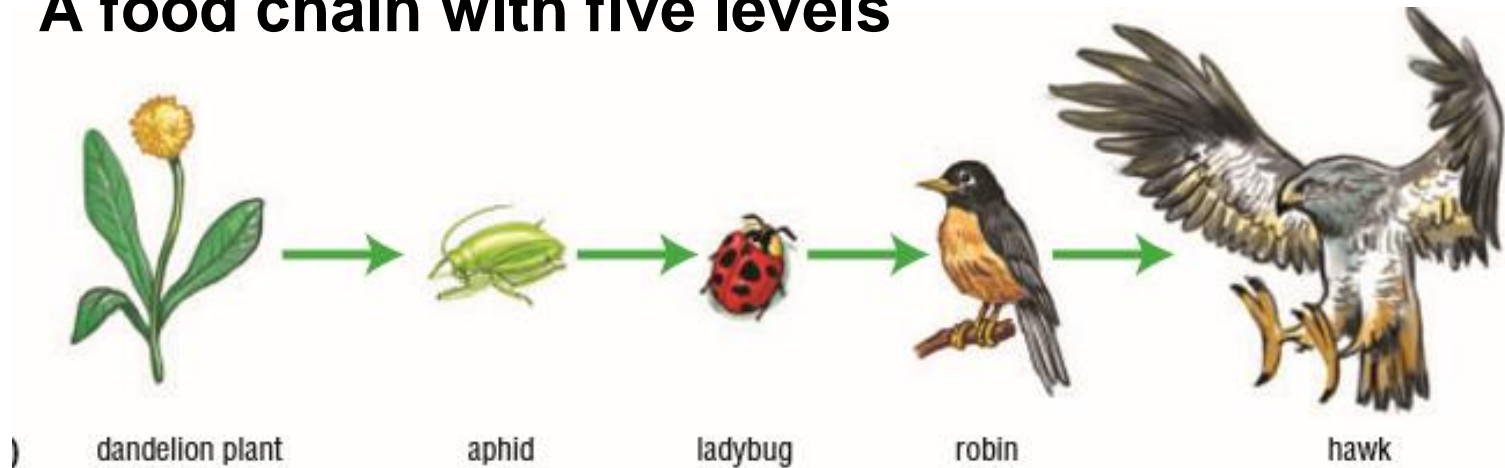 A food chain with five levels
) dandelion plant aphid ladybug robin hawk